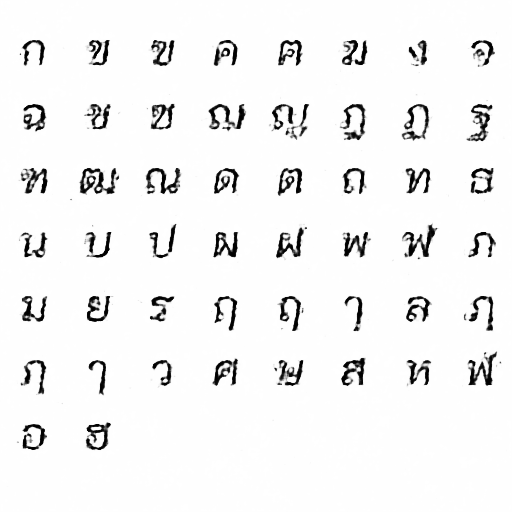 ก ข ฃ ค ฅ ฆ ง จ
ฉ ช ซ ฌ ญ ฎ ฏ ฐ
ฑ ฒ ณ ด ต ถ ท ธ
น บ ป ผ ฝ พ ฟ ภ
ม ย ร ฤ ฤ ๅ ล ฦ
ฦ ๅ ว ศ ษ ส ห ฬ
อ ฮ